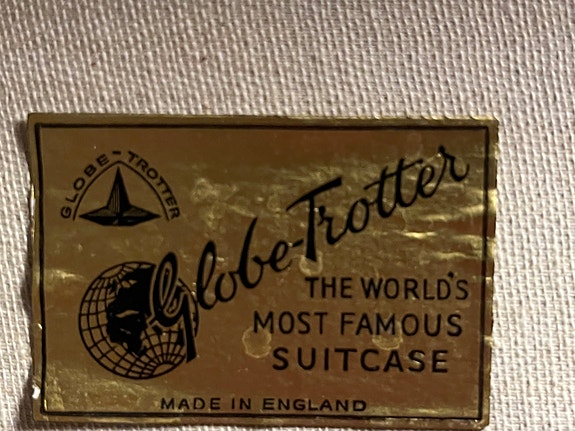 GLOBE-TROTTER
Globe-Trotter
THE WORLD'S
MOST FAMOUS
SUITCASE
MADE IN ENGLAND